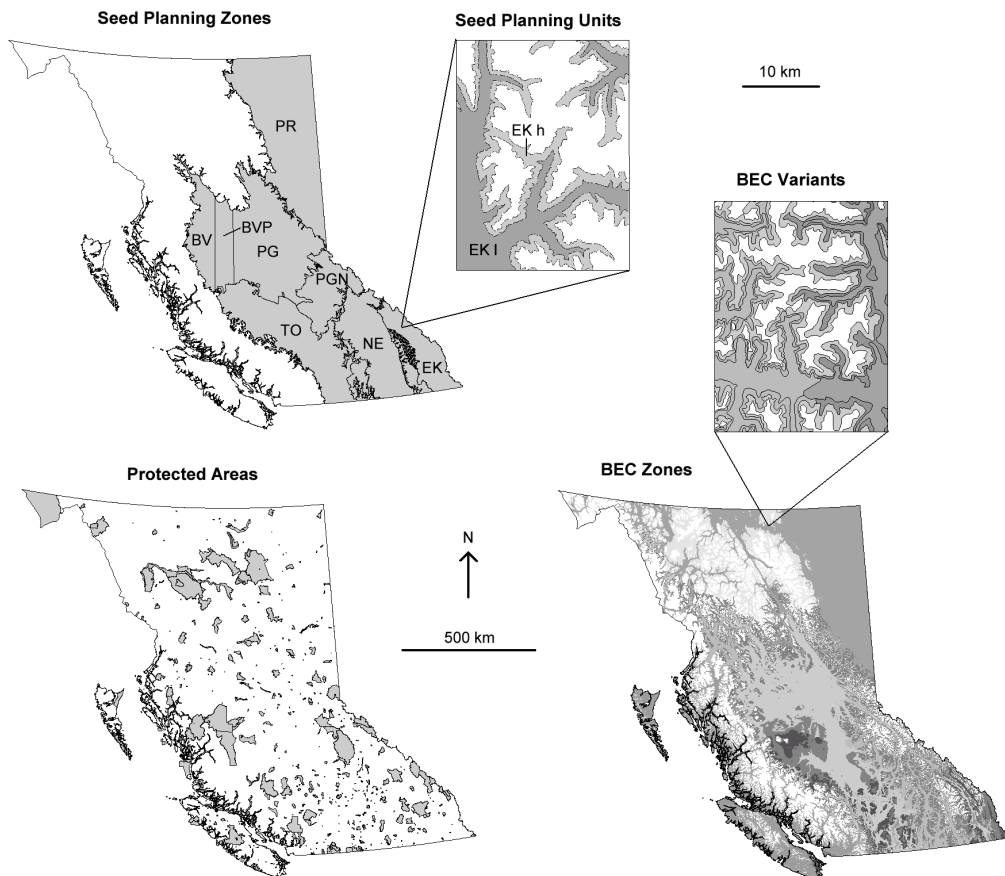 Seed Planning Zones
Seed Planning Units
10 km
PR
EK h
BEC Variants
BV
BVP
PG
EK l
PGN
TO
NE
EK
Protected Areas
BEC Zones
N
500 km